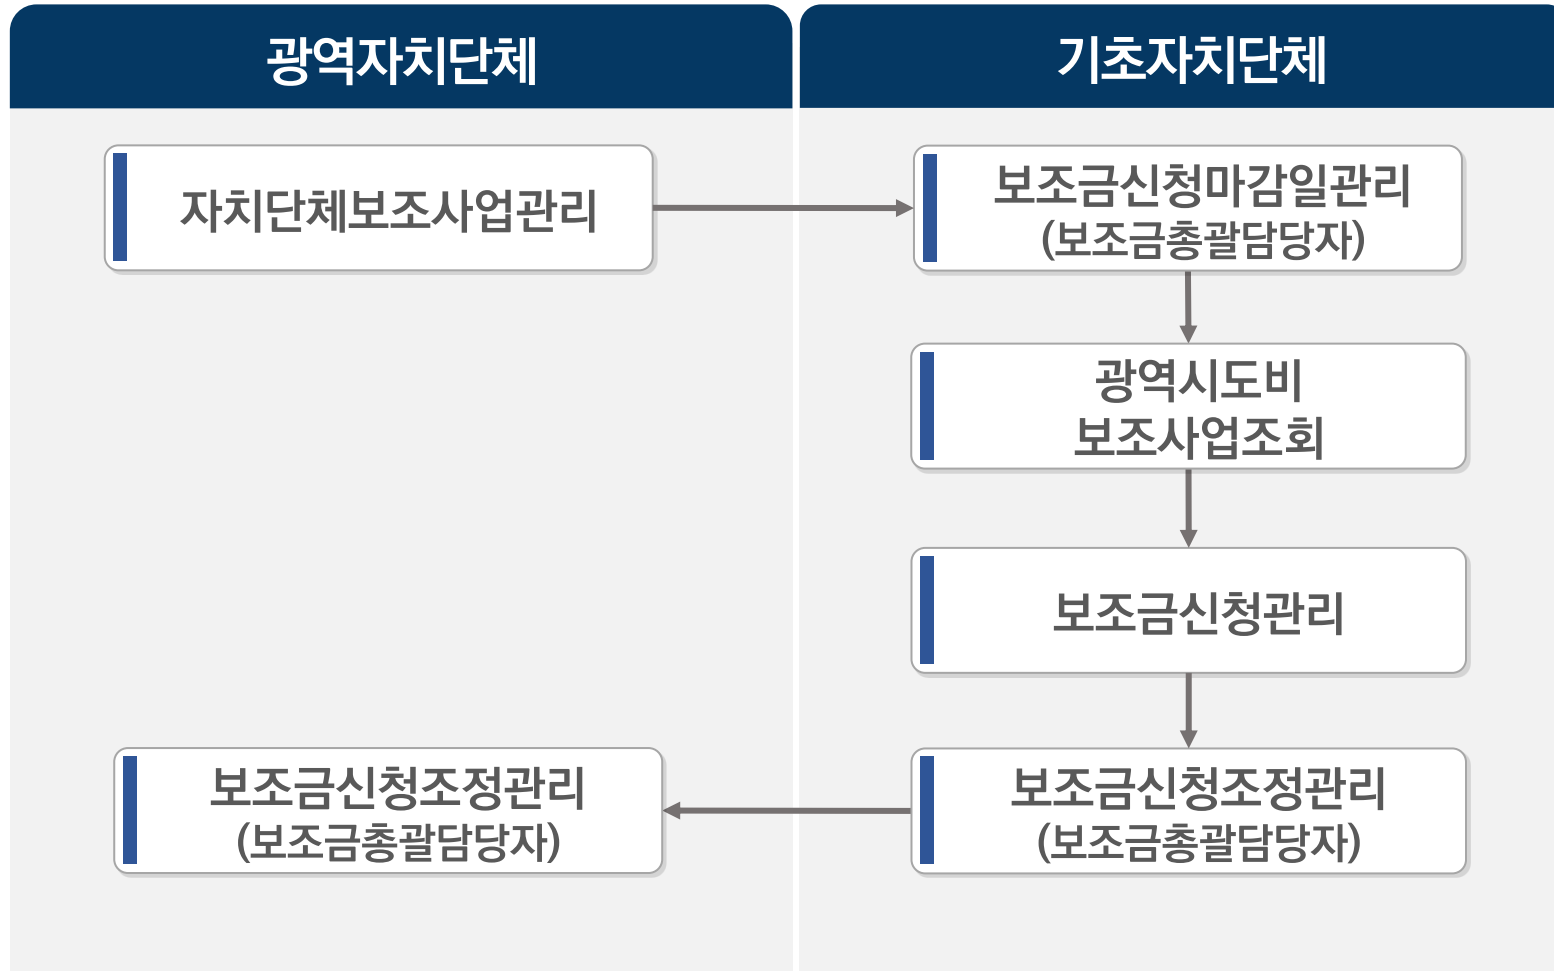 광역자치단체
기초자치단체
자치단체보조사업관리
보조금신청마감일관리
(보조금총괄담당자)
광역시도비
보조사업조회
보조금신청관리
보조금신청조정관리
(보조금총괄담당자)
보조금신청조정관리
(보조금총괄담당자)